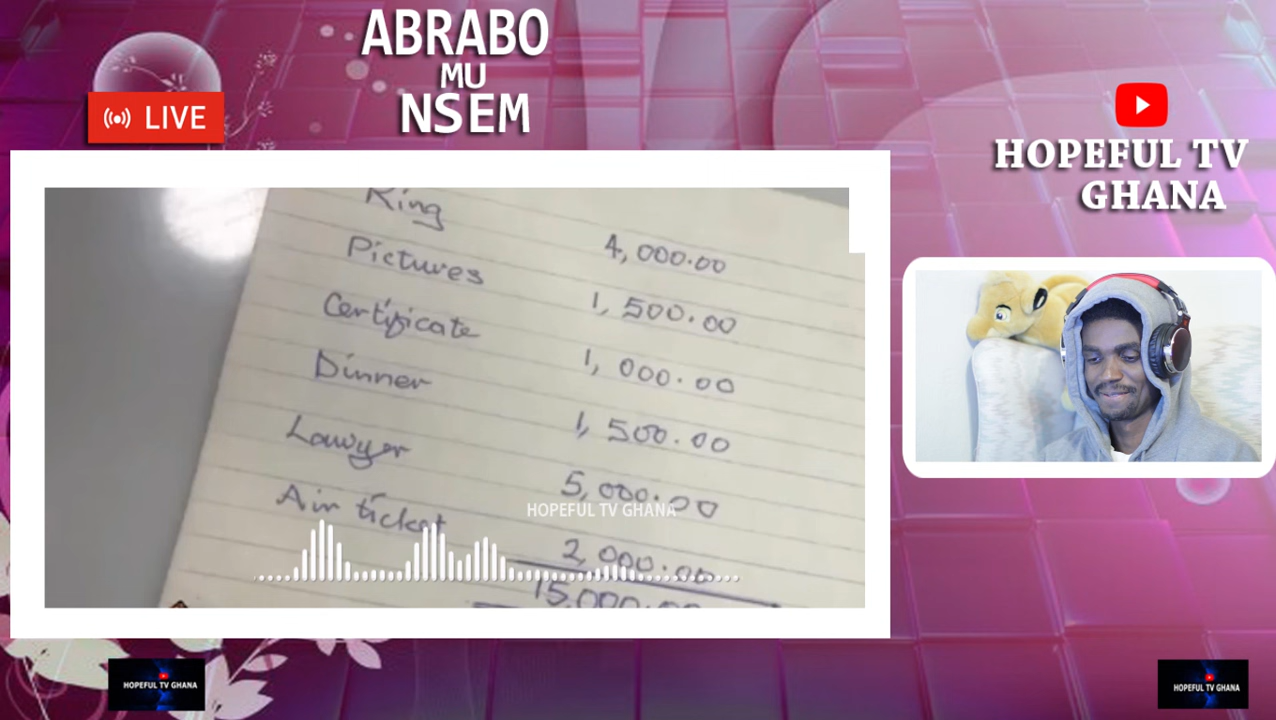 ABRABO
MU
NSEM
LIVE
HOPEFUL TV
GHANA
Ring 4,000.00
Pictures 1,500.00
Certificate 1,000.00
Dinner 1,500.00
Lawyer 5,000.00
Air ticket 2,000.00
15,000.00
HOPEFUL TV GHANA
HOPEFUL TV GHANA
HOPEFUL TV GHANA